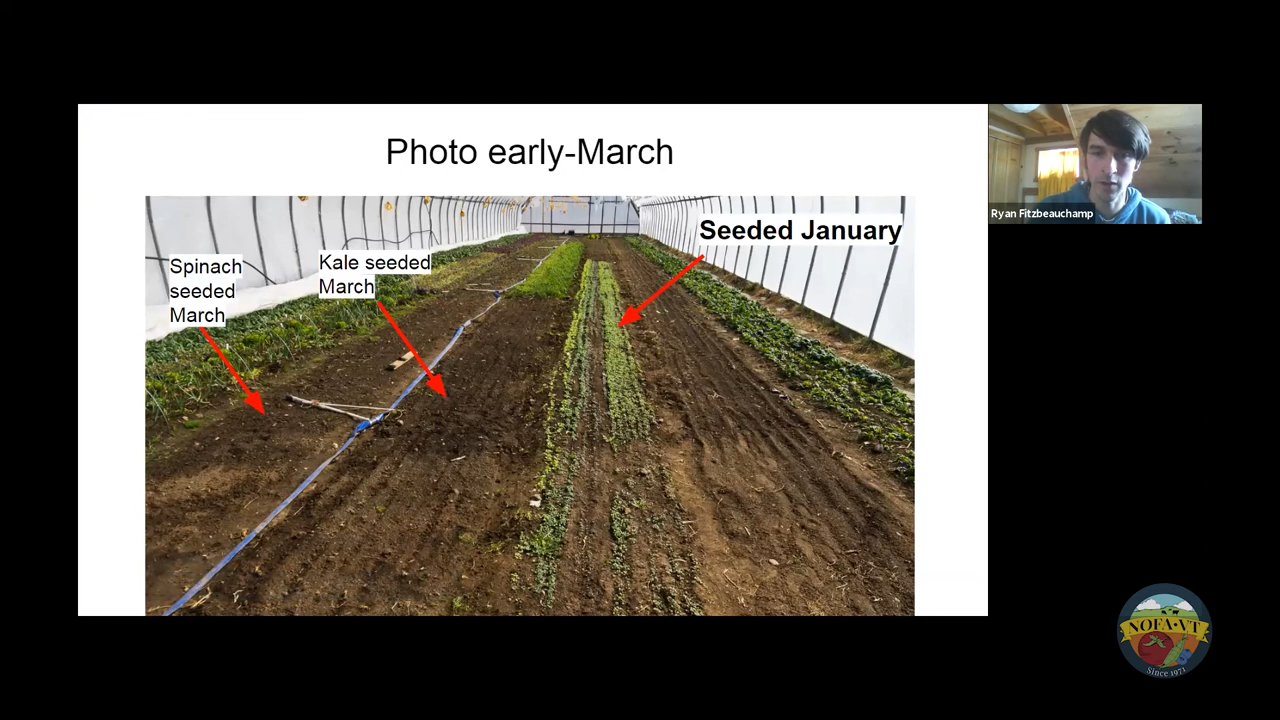 Photo early-March
Spinach
seeded
March
Kale seeded
March
Seeded January
Ryan Fitzbeauchamp
NOFA•VT
Since 1971